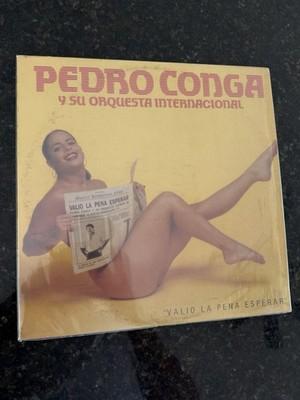 PEDRO CONGA
Y SU ORQUESTA INTERNACIONAL
VALIO LA PENA ESPERAR
"VALIO LA PENA ESPERAR"